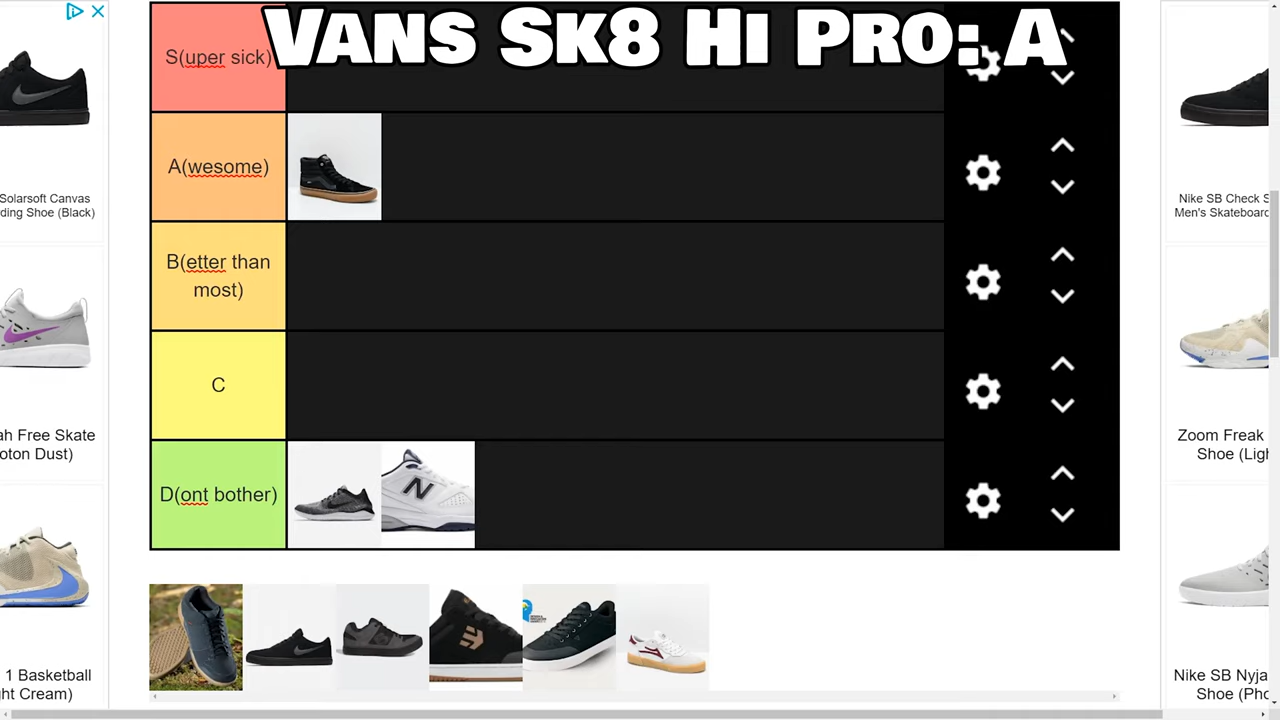 Vans Sk8 Hi Pro: A
S(uper sick)
A(wesome)
B(etter than
most)
C
D(ont bother)
N
Solarsoft Canvas
ding Shoe (Black)
ah Free Skate
oton Dust)
1 Basketball
ht Cream)
Nike SB Check S
Men's Skateboard
Zoom Freak
Shoe (Ligh
Nike SB Nyja
Shoe (Pho